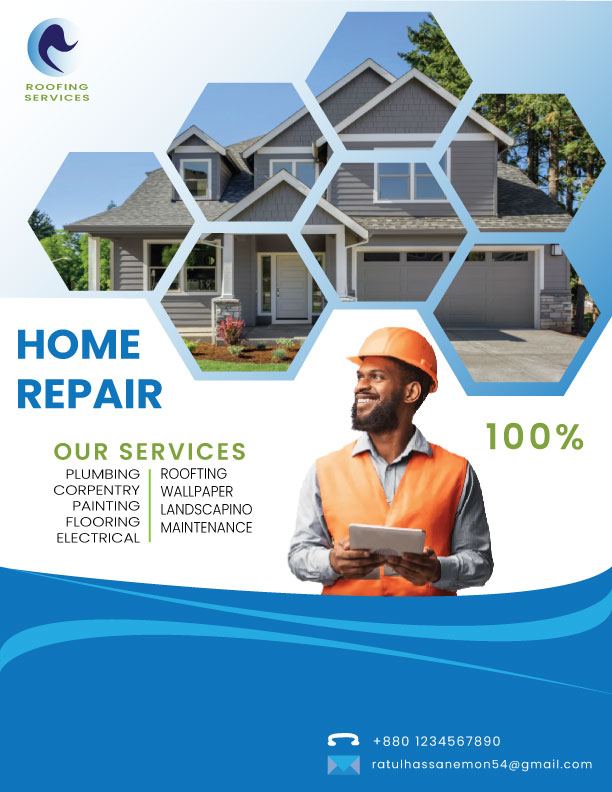 ROOFING
SERVICES
HOME
REPAIR
100%
OUR SERVICES
PLUMBING
CORPENTRY
PAINTING
FLOORING
ELECTRICAL
ROOFTING
WALLPAPER
LANDSCAPINO
MAINTENANCE
+880 1234567890
ratulhassanemon54@gmail.com